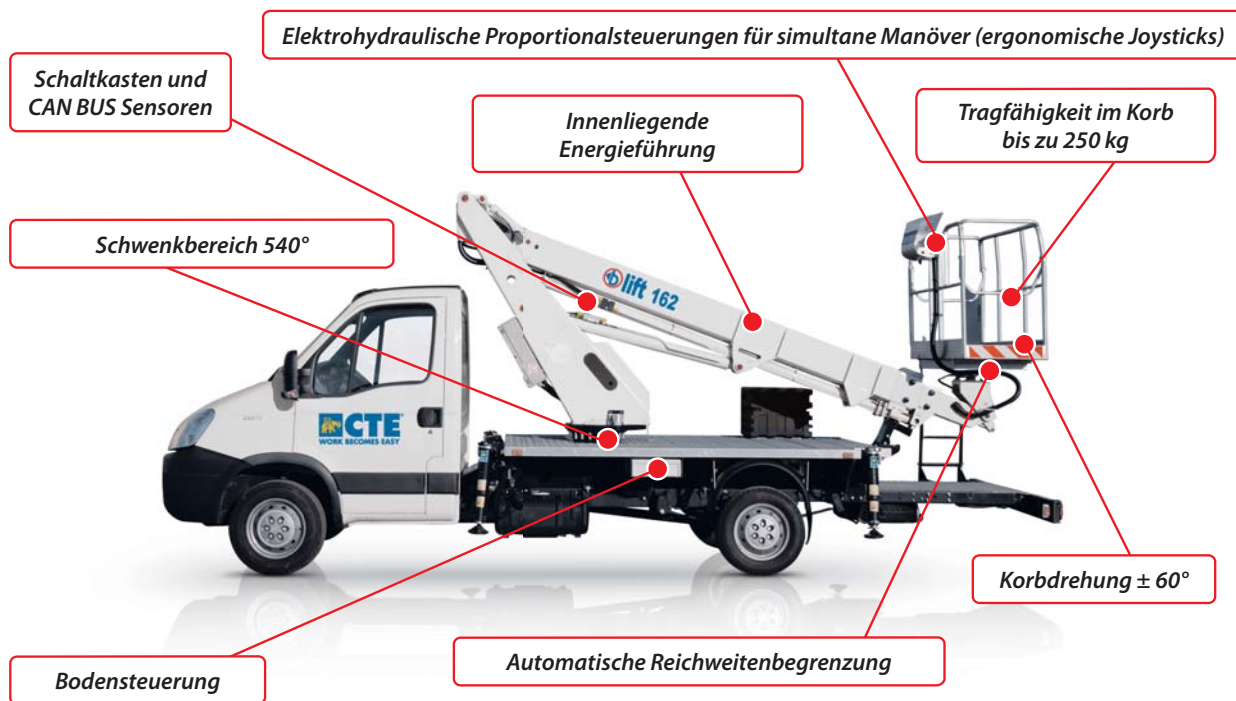 Elektrohydraulische Proportionalsteuerungen für simultane Manöver (ergonomische Joysticks)
Schaltkasten und
CAN BUS Sensoren
Innenliegende
Energieführung
Tragfähigkeit im Korb
bis zu 250 kg
Schwenkbereich 540°
lift 162
CTE
WORK BECOMES EASY
Korbdrehung ± 60°
Automatische Reichweitenbegrenzung
Bodensteuerung